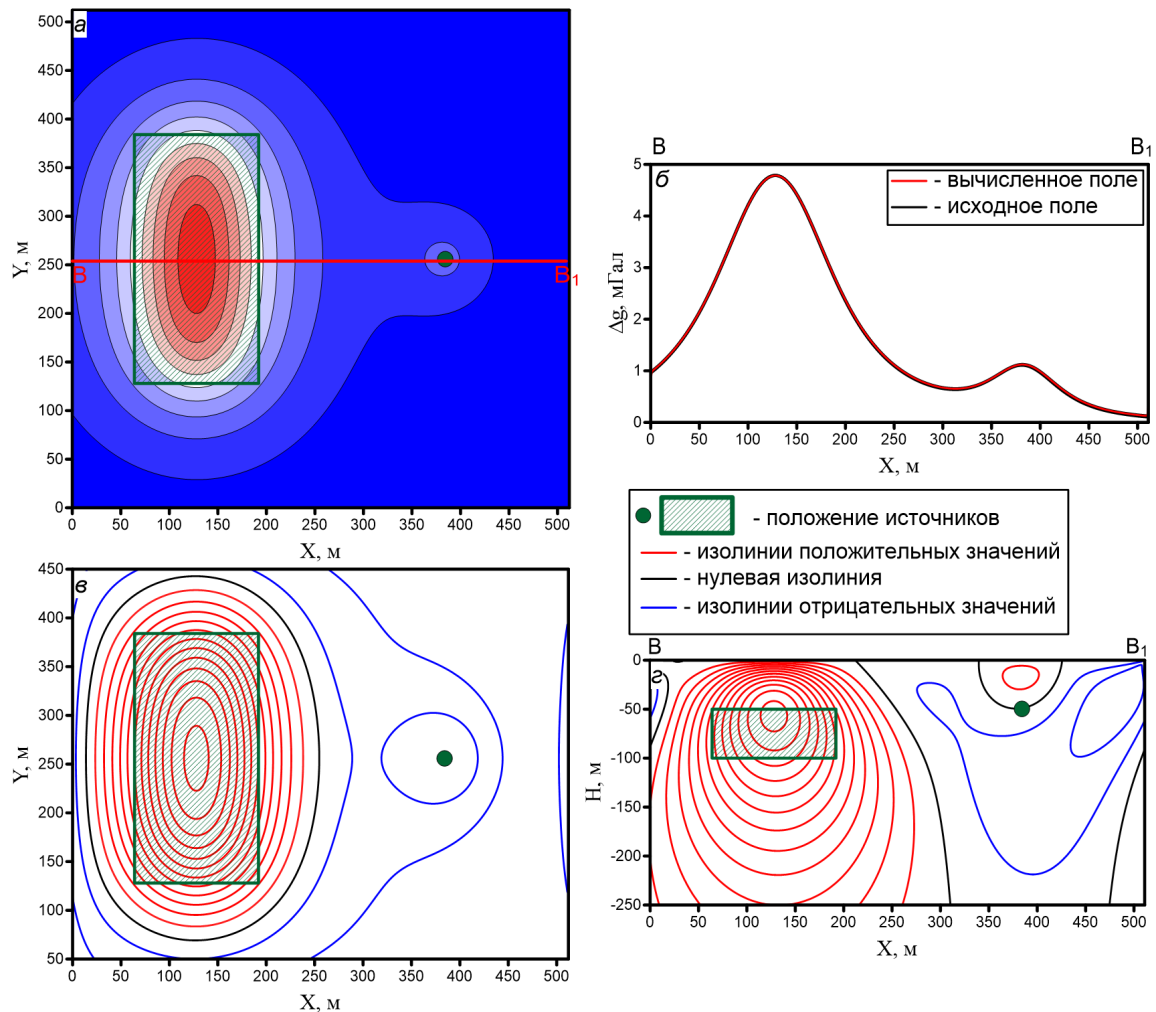 а
500
450
400
350
300
250
200
150
100
50
0
Y, м
B
B₁
0 50 100 150 200 250 300 350 400 450 500
X, м
B
B₁
б
5
4
3
2
1
0
Δg, мГал
- вычисленное поле
- исходное поле
0 50 100 150 200 250 300 350 400 450 500
X, м
- положение источников
- изолинии положительных значений
- нулевая изолиния
- изолинии отрицательных значений
в
450
400
350
300
250
200
150
100
50
Y, м
0 50 100 150 200 250 300 350 400 450 500
X, м
B
B₁
г
0
-50
-100
-150
-200
-250
H, м
0 50 100 150 200 250 300 350 400 450 500
X, м